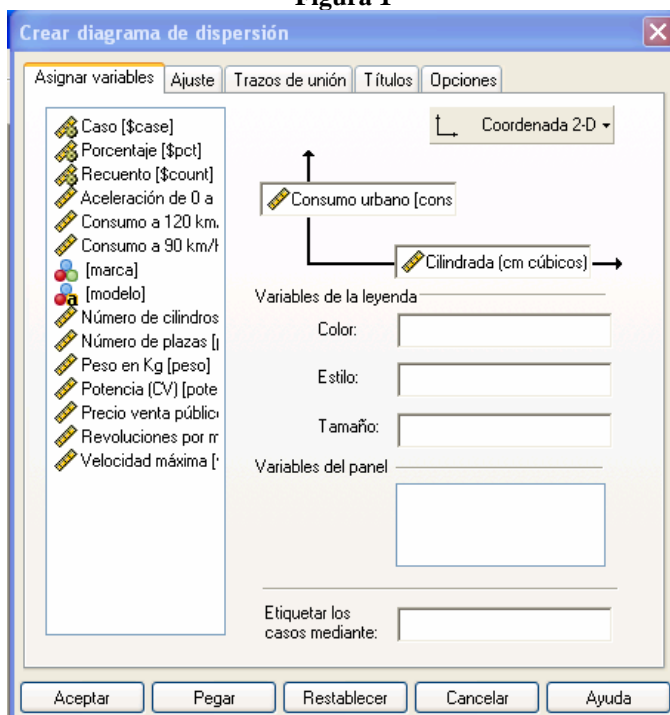 Figura 1
Crear diagrama de dispersión
Asignar variables Ajuste Trazos de unión Títulos Opciones
Caso [$case]
Porcentaje [$pct]
Recuento [$count]
Aceleración de 0 a
Consumo a 120 km.
Consumo a 90 km/h
[marca]
[modelo]
Número de cilindros
Número de plazas [
Peso en Kg [peso]
Potencia (CV) [pote
Precio venta público
Revoluciones por m
Velocidad máxima [
Coordenada 2-D
Consumo urbano [cons
Cilindrada (cm cúbicos)
Variables de la leyenda
Color:
Estilo:
Tamaño:
Variables del panel
Etiquetar los
casos mediante:
Aceptar Pegar Restablecer Cancelar Ayuda